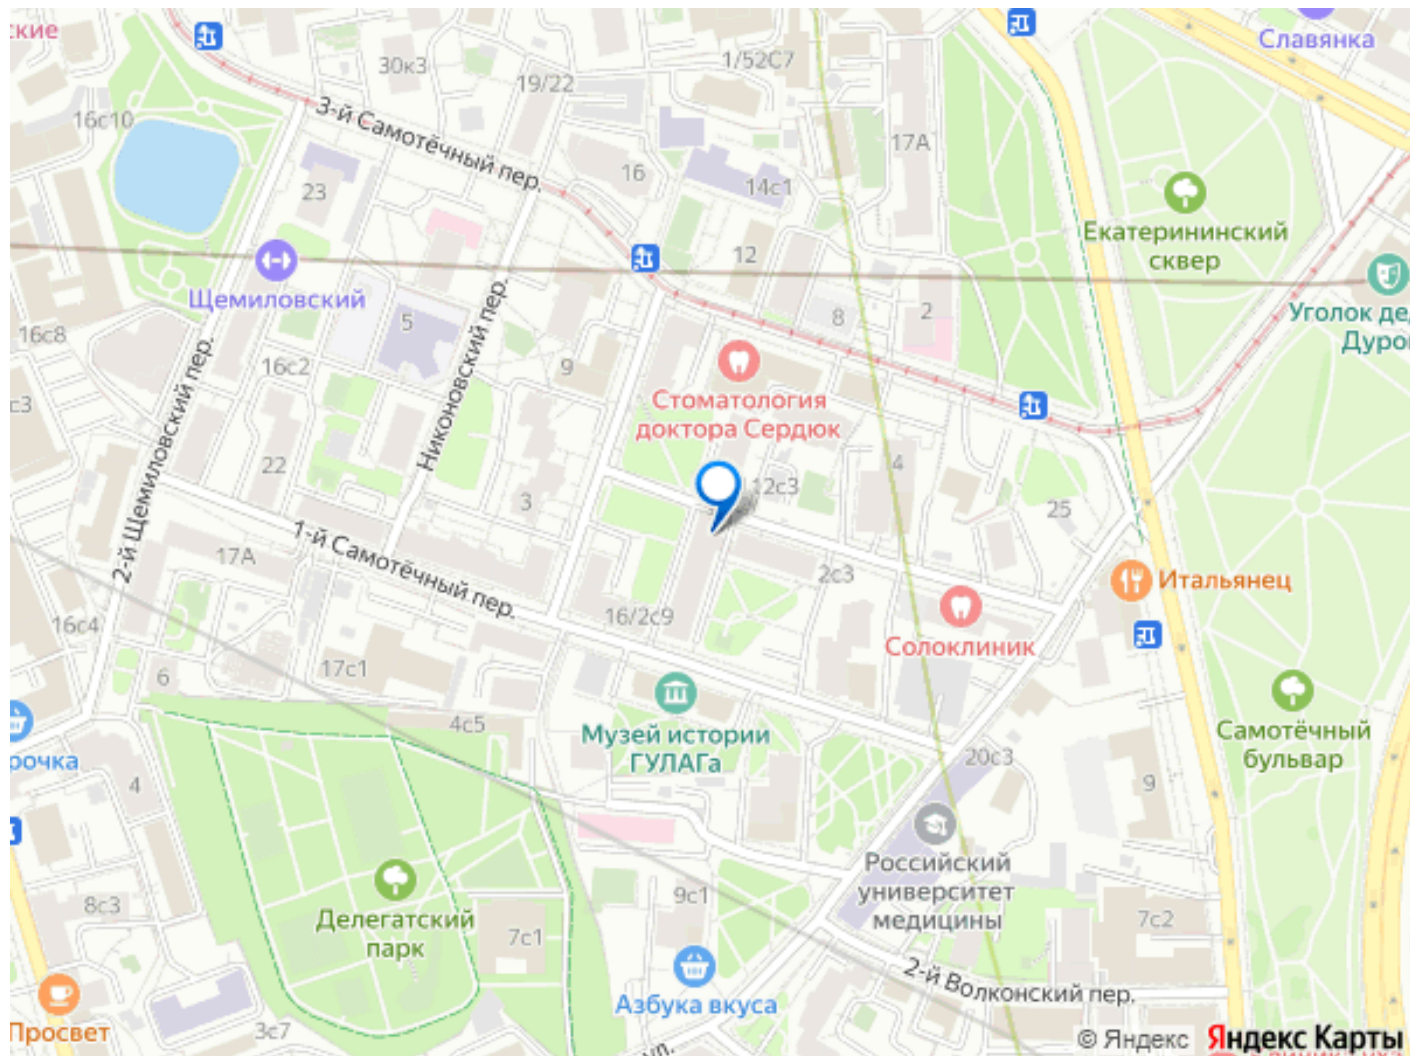 ские
Славянка
1/52С7
30к3
19/22
16с10
3-й Самотёчный пер.
17А
16
14с1
23
Екатерининский
сквер
12
Щемиловский
Уголок де
Дуро
5
8
2
16с8
16с2
9
Стоматология
доктора Сердюк
с3
2-й Щемиловский пер.
Никоновский пер.
22
4
12с3
3
25
1-й Самотёчный пер.
17А
2с3
Итальянец
16с4
16/2с9
Солоклиник
17с1
6
4с5
Музей истории
ГУЛАГа
Самотёчный
бульвар
рочка
20с3
4
9
Российский
университет
медицины
Делегатский
парк
8с3
9с1
7с1
7с2
Азбука вкуса
2-й Волконский пер.
Просвет
3с7
ул.
© Яндекс Яндекс Карты